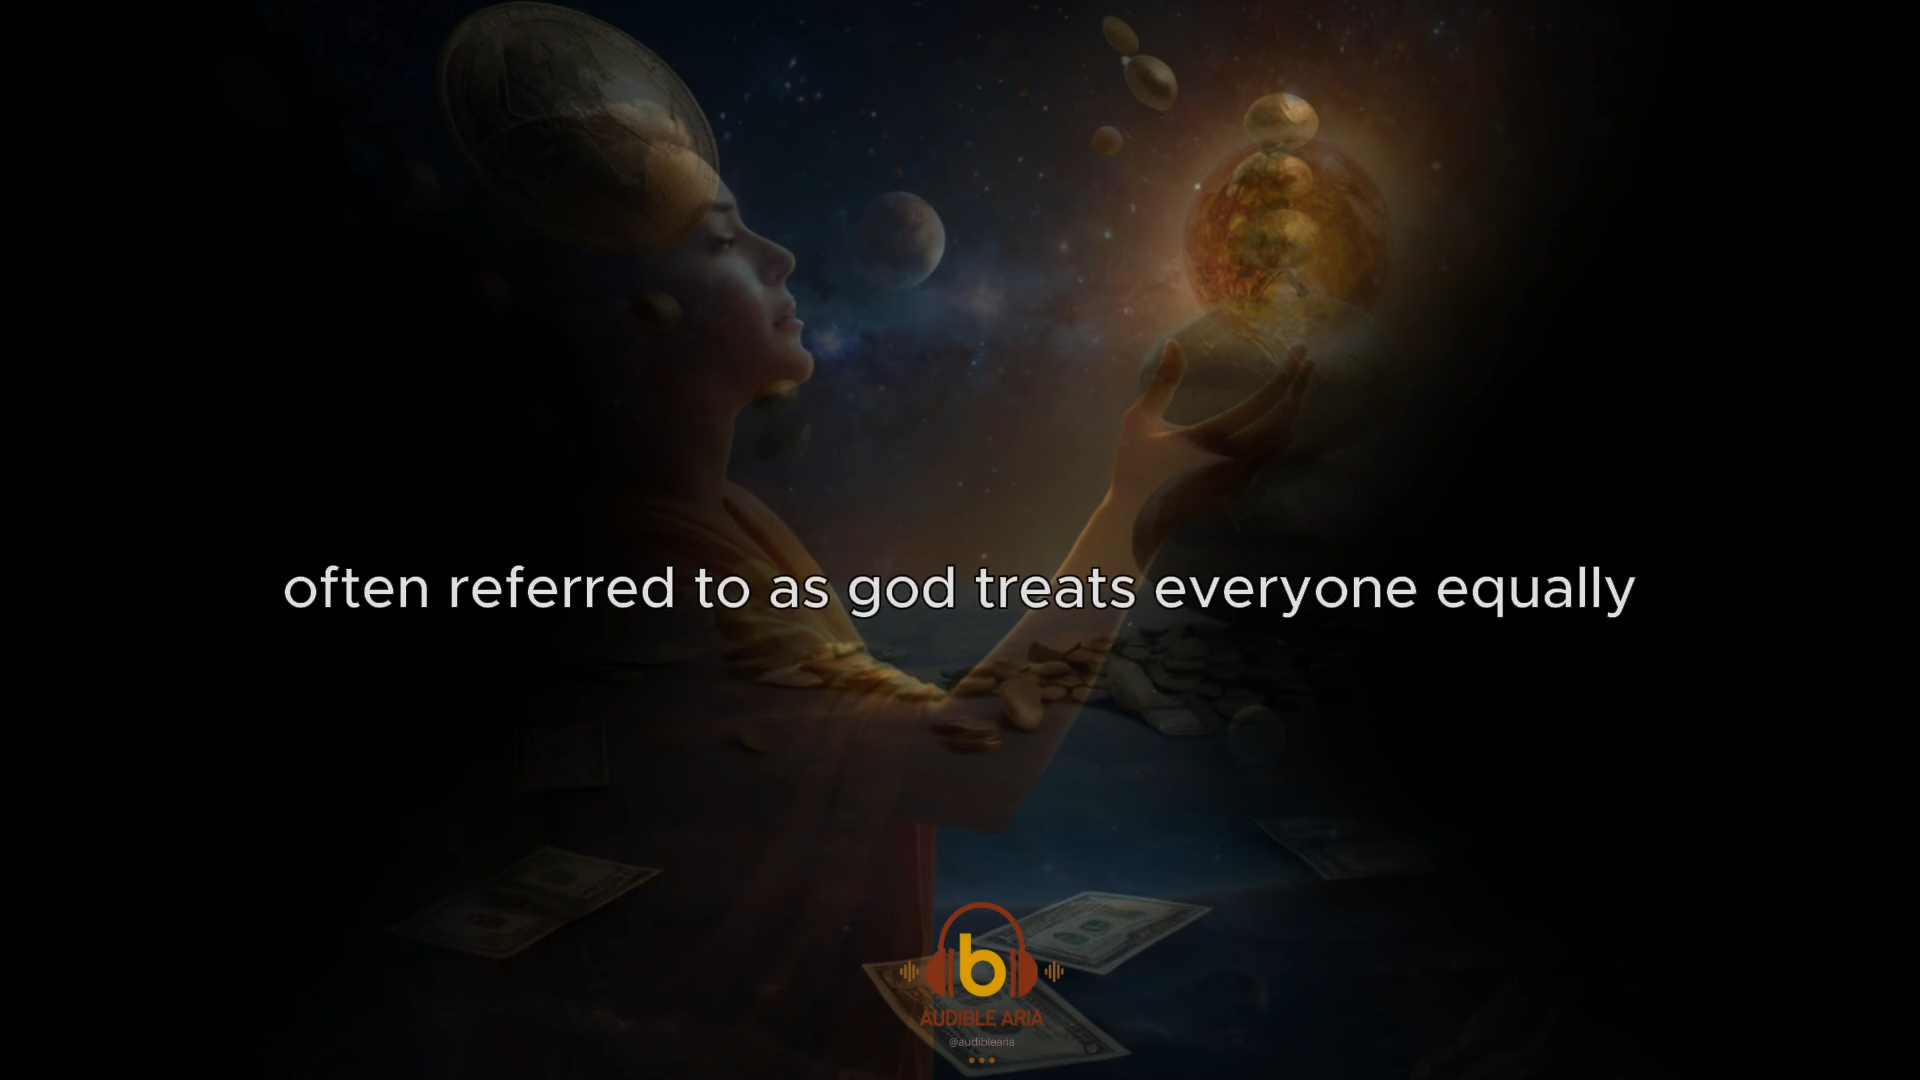 often referred to as god treats everyone equally
b
AUDIBLE ARIA
@audiblearia